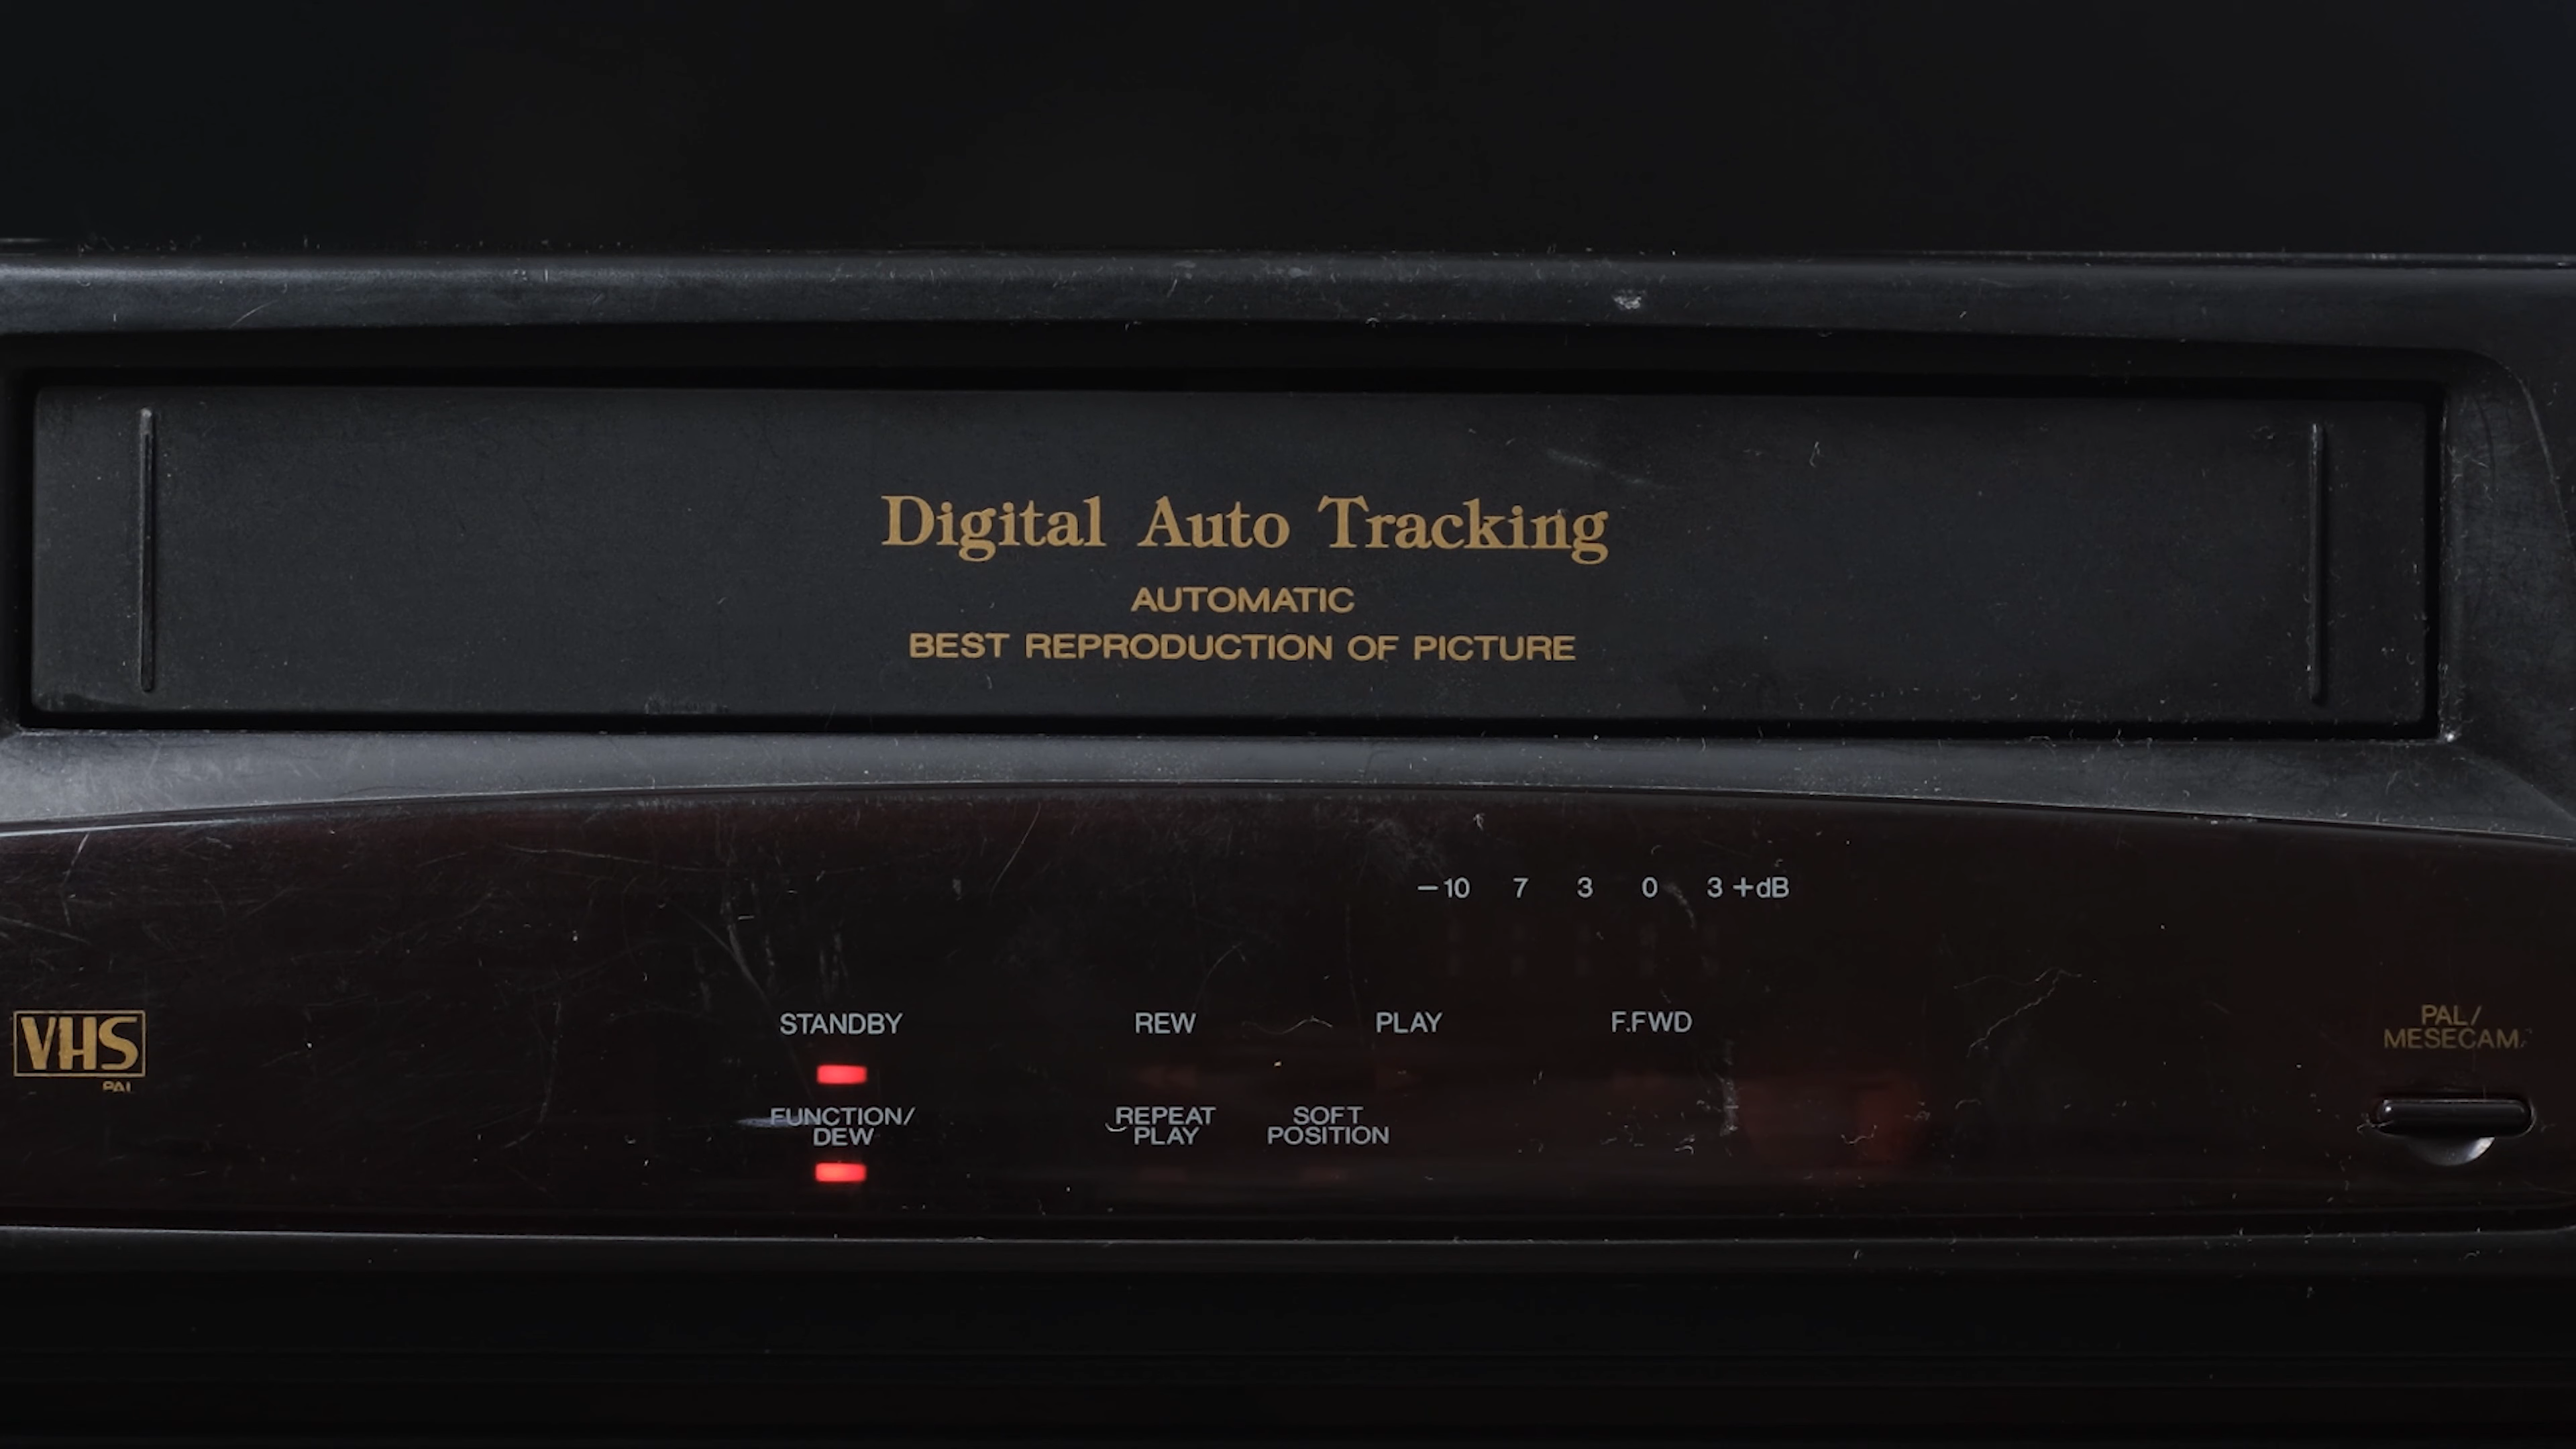 Digital Auto Tracking
AUTOMATIC
BEST REPRODUCTION OF PICTURE
−10 7 3 0 3 +dB
STANDBY REW PLAY F.FWD
VHS
PAL
PAL/
MESECAM
FUNCTION/
DEW
REPEAT
PLAY
SOFT
POSITION